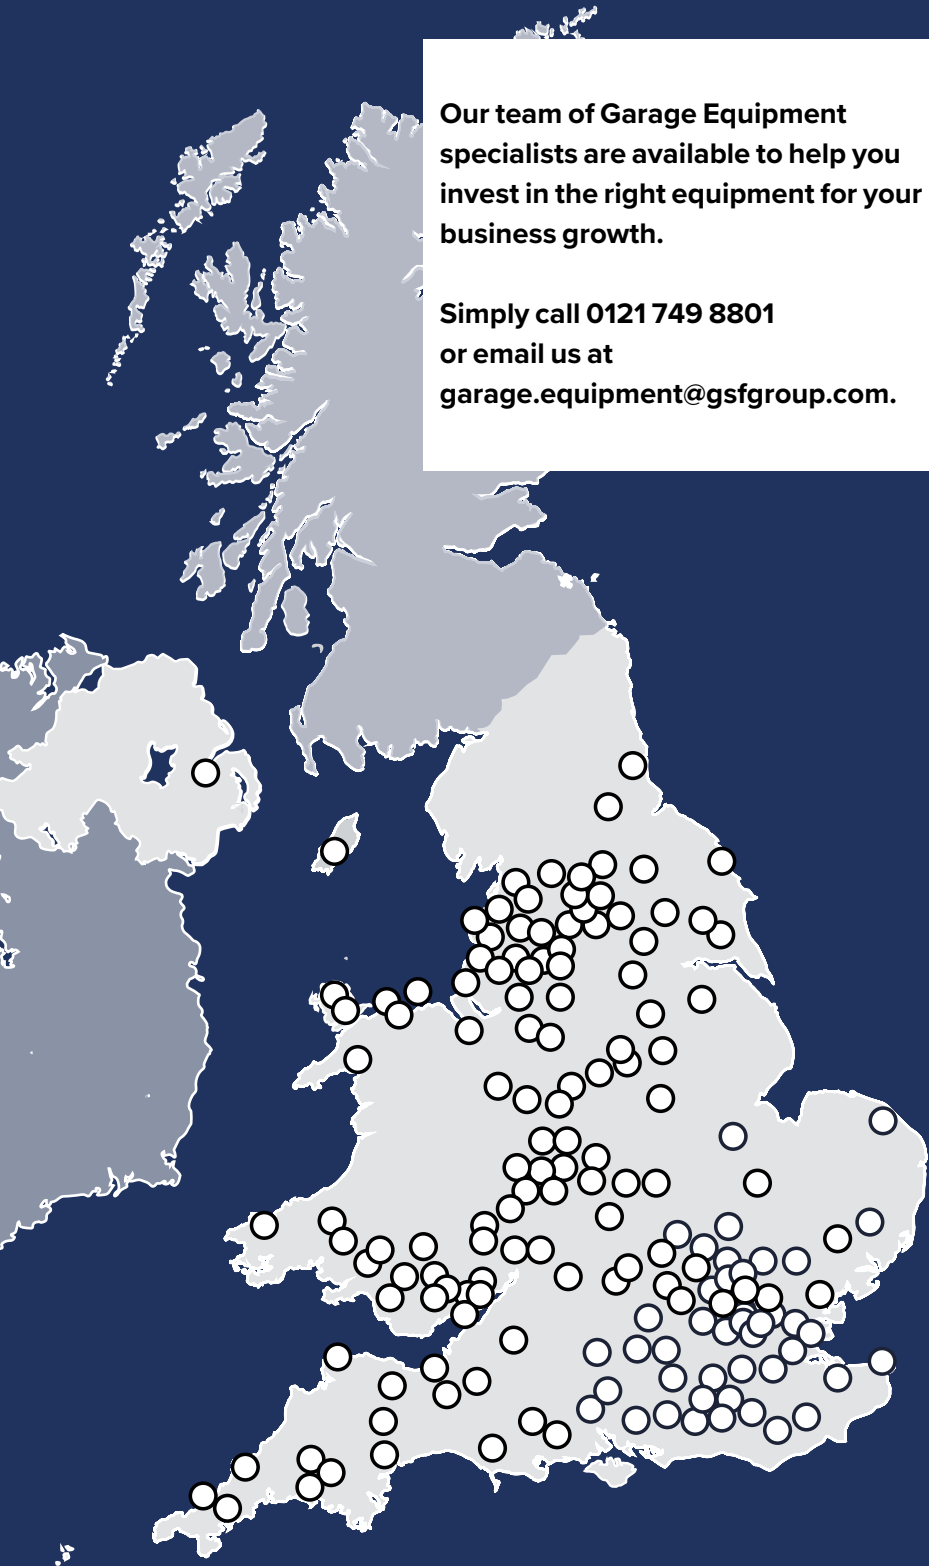 Our team of Garage Equipment
specialists are available to help you
invest in the right equipment for your
business growth.
Simply call 0121 749 8801
or email us at
garage.equipment@gsfgroup.com.